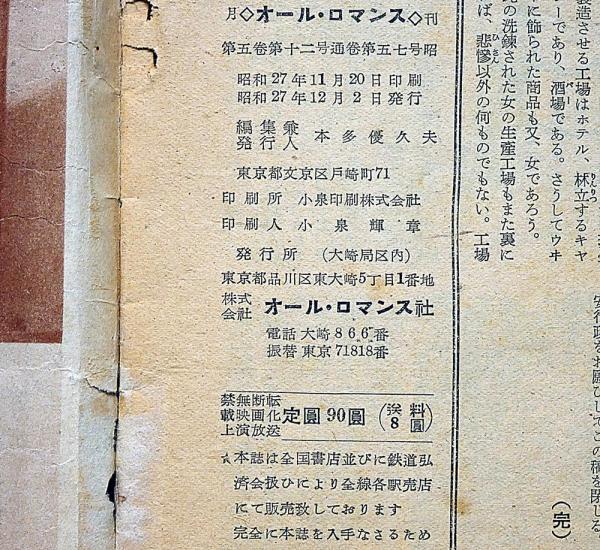 月◇オール・ロマンス◇刊
第五巻第十二号通巻第五七号昭
昭和27年11月20日印刷
昭和27年12月2日発行
編集兼
発行人 本多優久夫
東京都文京区戸崎町71
印刷所 小泉印刷株式会社
印刷人 小泉輝章
発行所 (大崎局区内)
東京都品川区東大崎5丁目1番地
株式
会社 オール・ロマンス社
電話大崎866番
振替東京71818番
禁無断転
載映画化
上演放送
定圓90圓(送料8圓)
☆本誌は全国書店並びに鉄道弘
済会扱ひにより全線各駅売店
にて販売致しております
完全に本誌を入手なさるため
製造させる工場はホテル、林立するキヤ
ーであり、酒場である。さうしてウヰ
に飾られた商品も又、女であろう。
の洗錬された女の生産工場もまた裏に
ば、悲惨以外の何ものでもない。工場
(完)